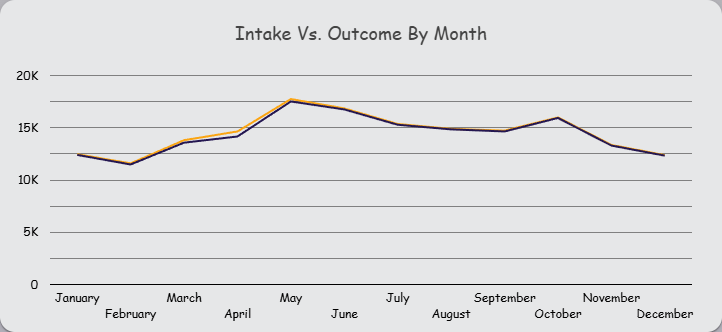 Intake Vs. Outcome By Month
20K
15K
10K
5K
0
January
February
March
April
May
June
July
August
September
October
November
December